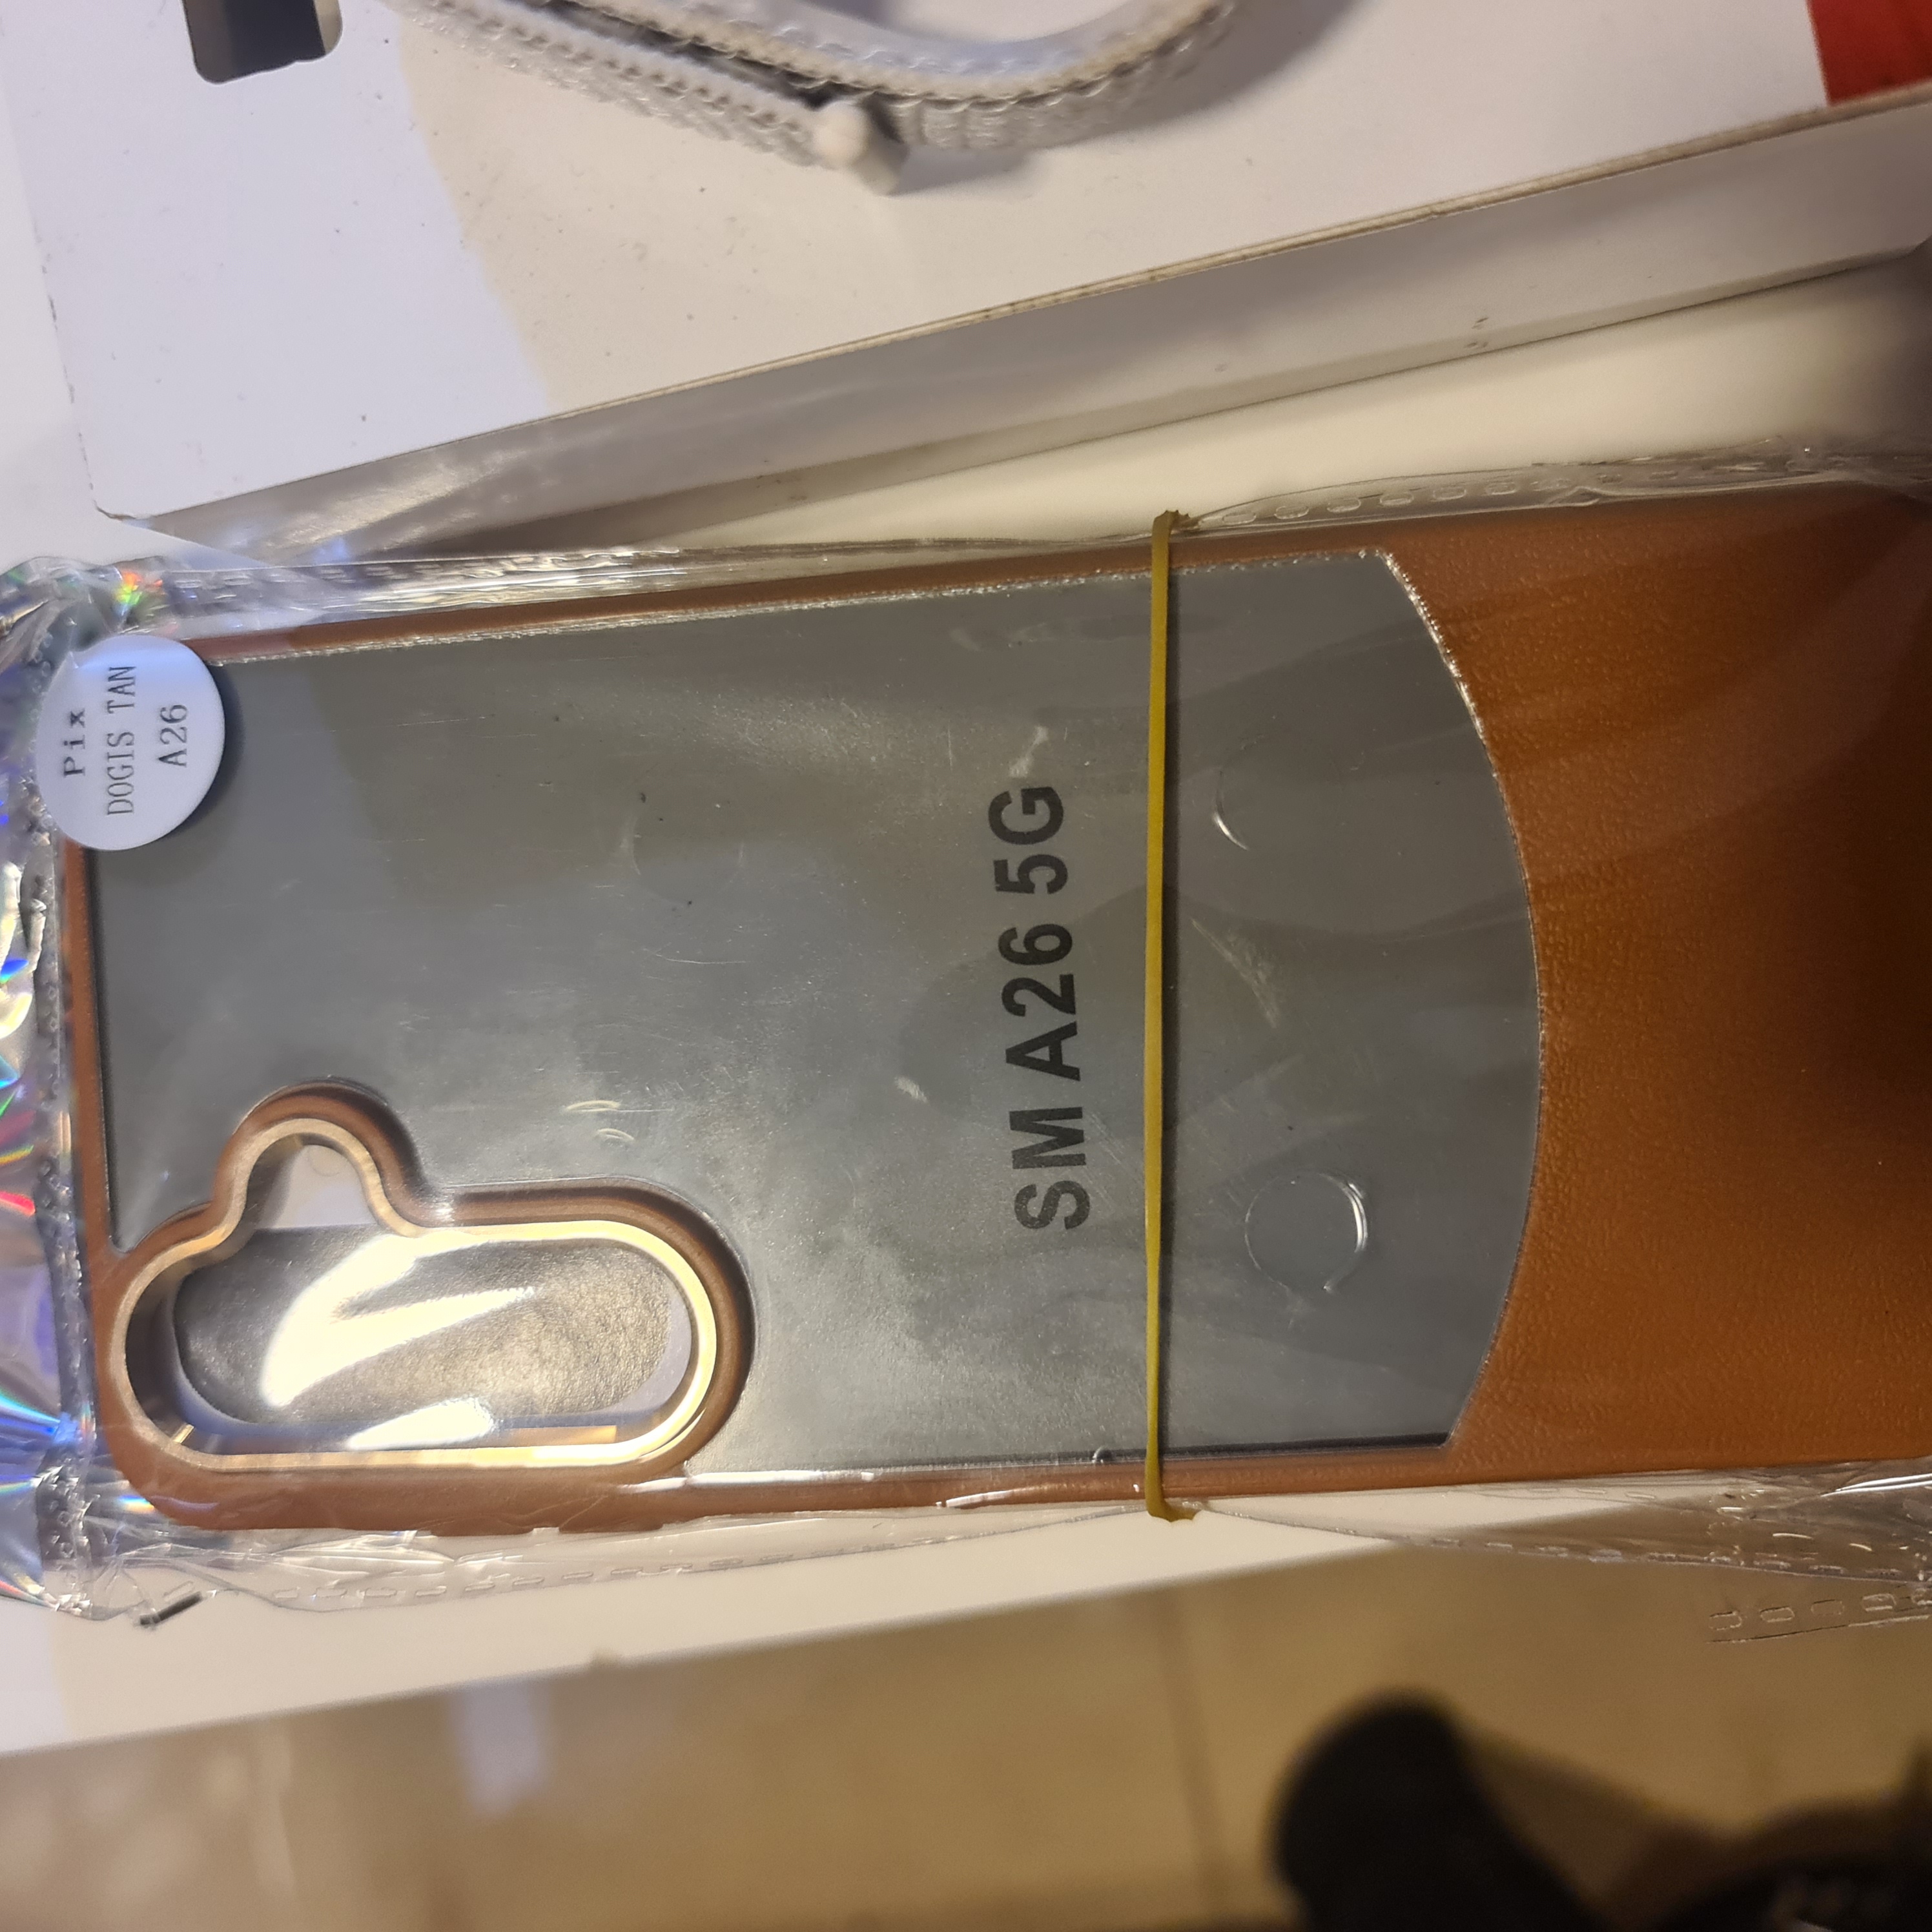 Pix
DOGIS TAN
A26
SM A26 5G